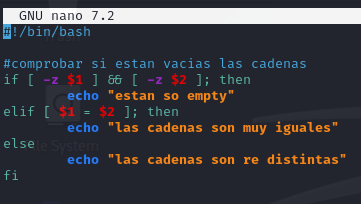 GNU nano 7.2
#!/bin/bash
#comprobar si estan vacias las cadenas
if [ -z $1 ] && [ -z $2 ]; then
echo "estan so empty"
elif [ $1 = $2 ]; then
echo "las cadenas son muy iguales"
else
echo "las cadenas son re distintas"
fi
System